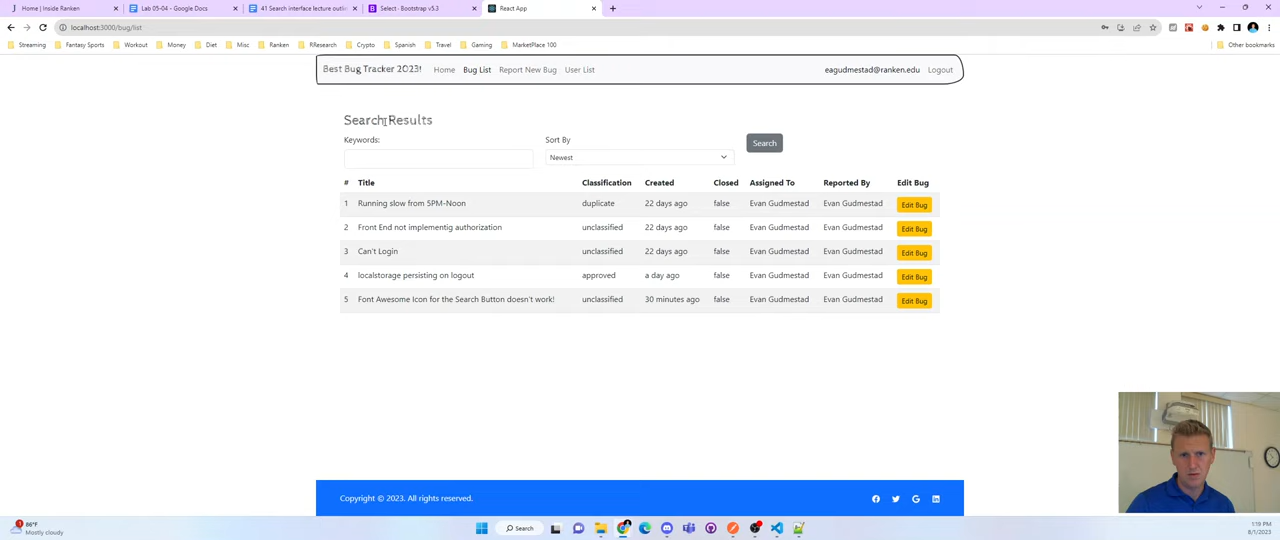 Home | Inside Ranken
Lab 05-04 - Google Docs
41 Search interface lecture outlin
Select · Bootstrap v5.3
React App
localhost:3000/bug/list
Streaming
Fantasy Sports
Workout
Money
Diet
Misc
Ranken
RResearch
Crypto
Spanish
Travel
Gaming
MarketPlace 100
Other bookmarks
Best Bug Tracker 2023! Home Bug List Report New Bug User List eagudmestad@ranken.edu Logout
Search Results
Keywords: Sort By Search
Newest
# Title Classification Created Closed Assigned To Reported By Edit Bug
1 Running slow from 5PM-Noon duplicate 22 days ago false Evan Gudmestad Evan Gudmestad Edit Bug
2 Front End not implementig authorization unclassified 22 days ago false Evan Gudmestad Evan Gudmestad Edit Bug
3 Can't Login unclassified 22 days ago false Evan Gudmestad Evan Gudmestad Edit Bug
4 localstorage persisting on logout approved a day ago false Evan Gudmestad Evan Gudmestad Edit Bug
5 Font Awesome Icon for the Search Button doesn't work! unclassified 30 minutes ago false Evan Gudmestad Evan Gudmestad Edit Bug
Copyright © 2023. All rights reserved.
86°F
Mostly cloudy
Search
1:19 PM
8/1/2023